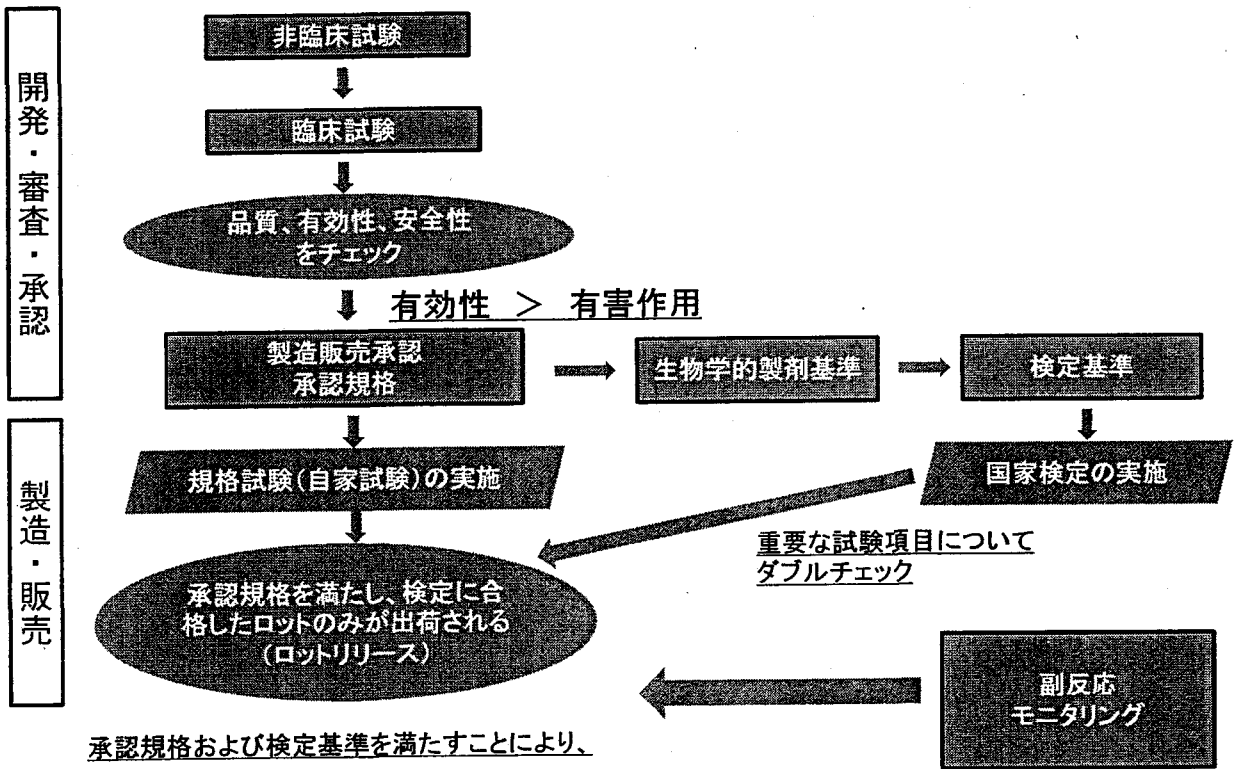 開発・審査・承認
非臨床試験
臨床試験
品質、有効性、安全性
をチェック
有効性 ＞ 有害作用
製造販売承認
承認規格
生物学的製剤基準
検定基準
製造・販売
規格試験(自家試験)の実施
国家検定の実施
重要な試験項目について
ダブルチェック
承認規格を満たし、検定に合
格したロットのみが出荷される
(ロットリリース)
副反応
モニタリング
承認規格および検定基準を満たすことにより、